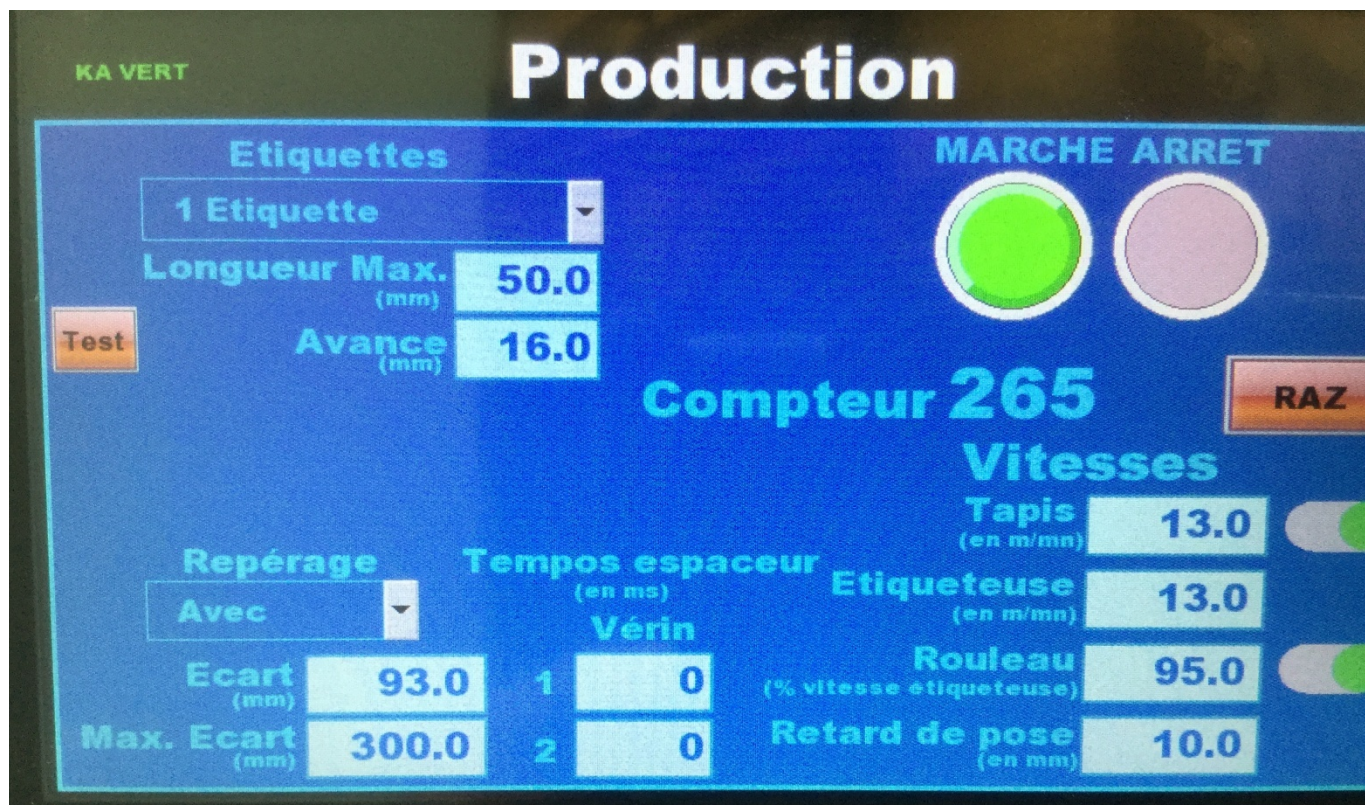 KA VERT
Production
Etiquettes
1 Etiquette
Longueur Max.
(mm)
50.0
Avance
(mm)
16.0
Test
MARCHE ARRET
Compteur 265
RAZ
Vitesses
Tapis
(en m/mn)
13.0
Etiqueteuse
(en m/mn)
13.0
Rouleau
(% vitesse étiqueteuse)
95.0
Retard de pose
(en mm)
10.0
Repérage
Avec
Ecart
(mm)
93.0
Max. Ecart
(mm)
300.0
Tempos espaceur
(en ms)
Vérin
1 0
2 0